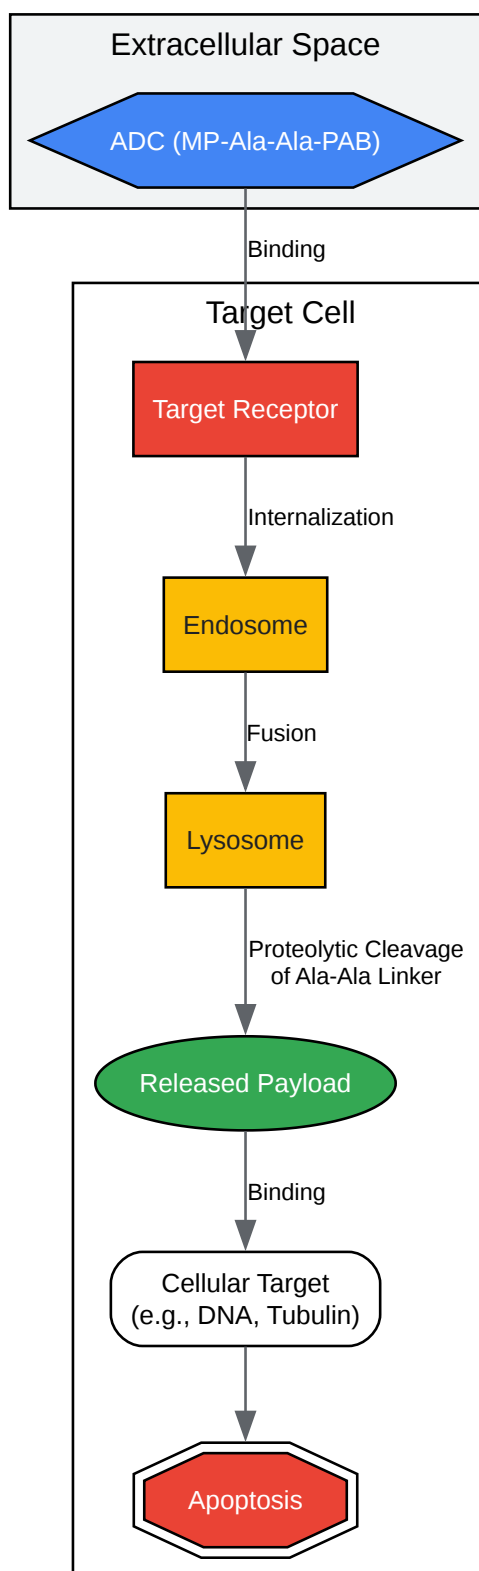 Extracellular Space
ADC (MP-Ala-Ala-PAB)
Binding
Target Cell
Target Receptor
Internalization
Endosome
Fusion
Lysosome
Proteolytic Cleavage
of Ala-Ala Linker
Released Payload
Binding
Cellular Target
(e.g., DNA, Tubulin)
Apoptosis